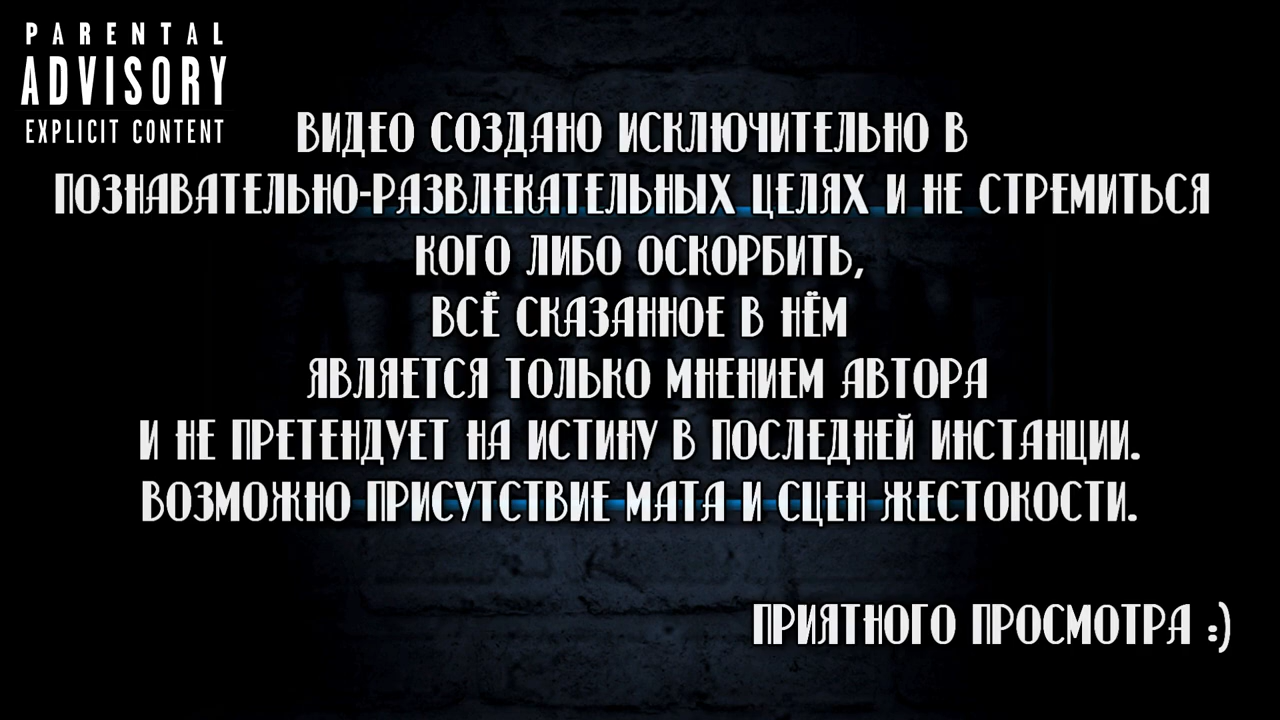 PARENTAL
ADVISORY
EXPLICIT CONTENT
ВИДЕО СОЗДАНО ИСКЛЮЧИТЕЛЬНО В
ПОЗНАВАТЕЛЬНО-РАЗВЛЕКАТЕЛЬНЫХ ЦЕЛЯХ И НЕ СТРЕМИТЬСЯ
КОГО ЛИБО ОСКОРБИТЬ,
ВСЁ СКАЗАННОЕ В НЁМ
ЯВЛЯЕТСЯ ТОЛЬКО МНЕНИЕМ АВТОРА
И НЕ ПРЕТЕНДУЕТ НА ИСТИНУ В ПОСЛЕДНЕЙ ИНСТАНЦИИ.
ВОЗМОЖНО ПРИСУТСТВИЕ МАТА И СЦЕН ЖЕСТОКОСТИ.
ПРИЯТНОГО ПРОСМОТРА :)